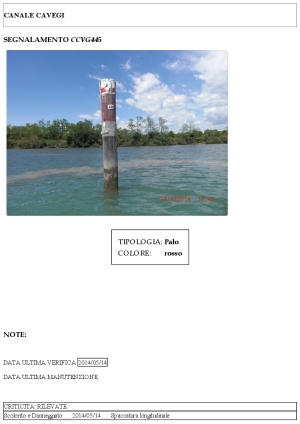 CANALE CAVEGI
SEGNALAMENTO CCVG445
TIPOLOGIA: Palo
COLORE: rosso
NOTE:
DATA ULTIMA VERIFICA 2014/05/14
DATA ULTIMA MANUTENZIONE
CRITICITA' RILEVATE
Scolorito e Danneggiato 2014/05/14 Spaccatura longitudinale